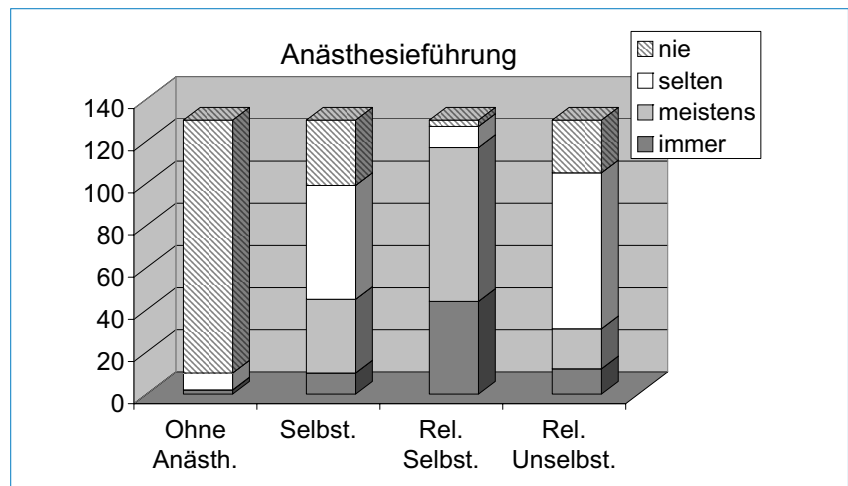 Anästhesieführung
nie
selten
meistens
immer
140
120
100
80
60
40
20
0
Ohne
Anästh.
Selbst.
Rel.
Selbst.
Rel.
Unselbst.